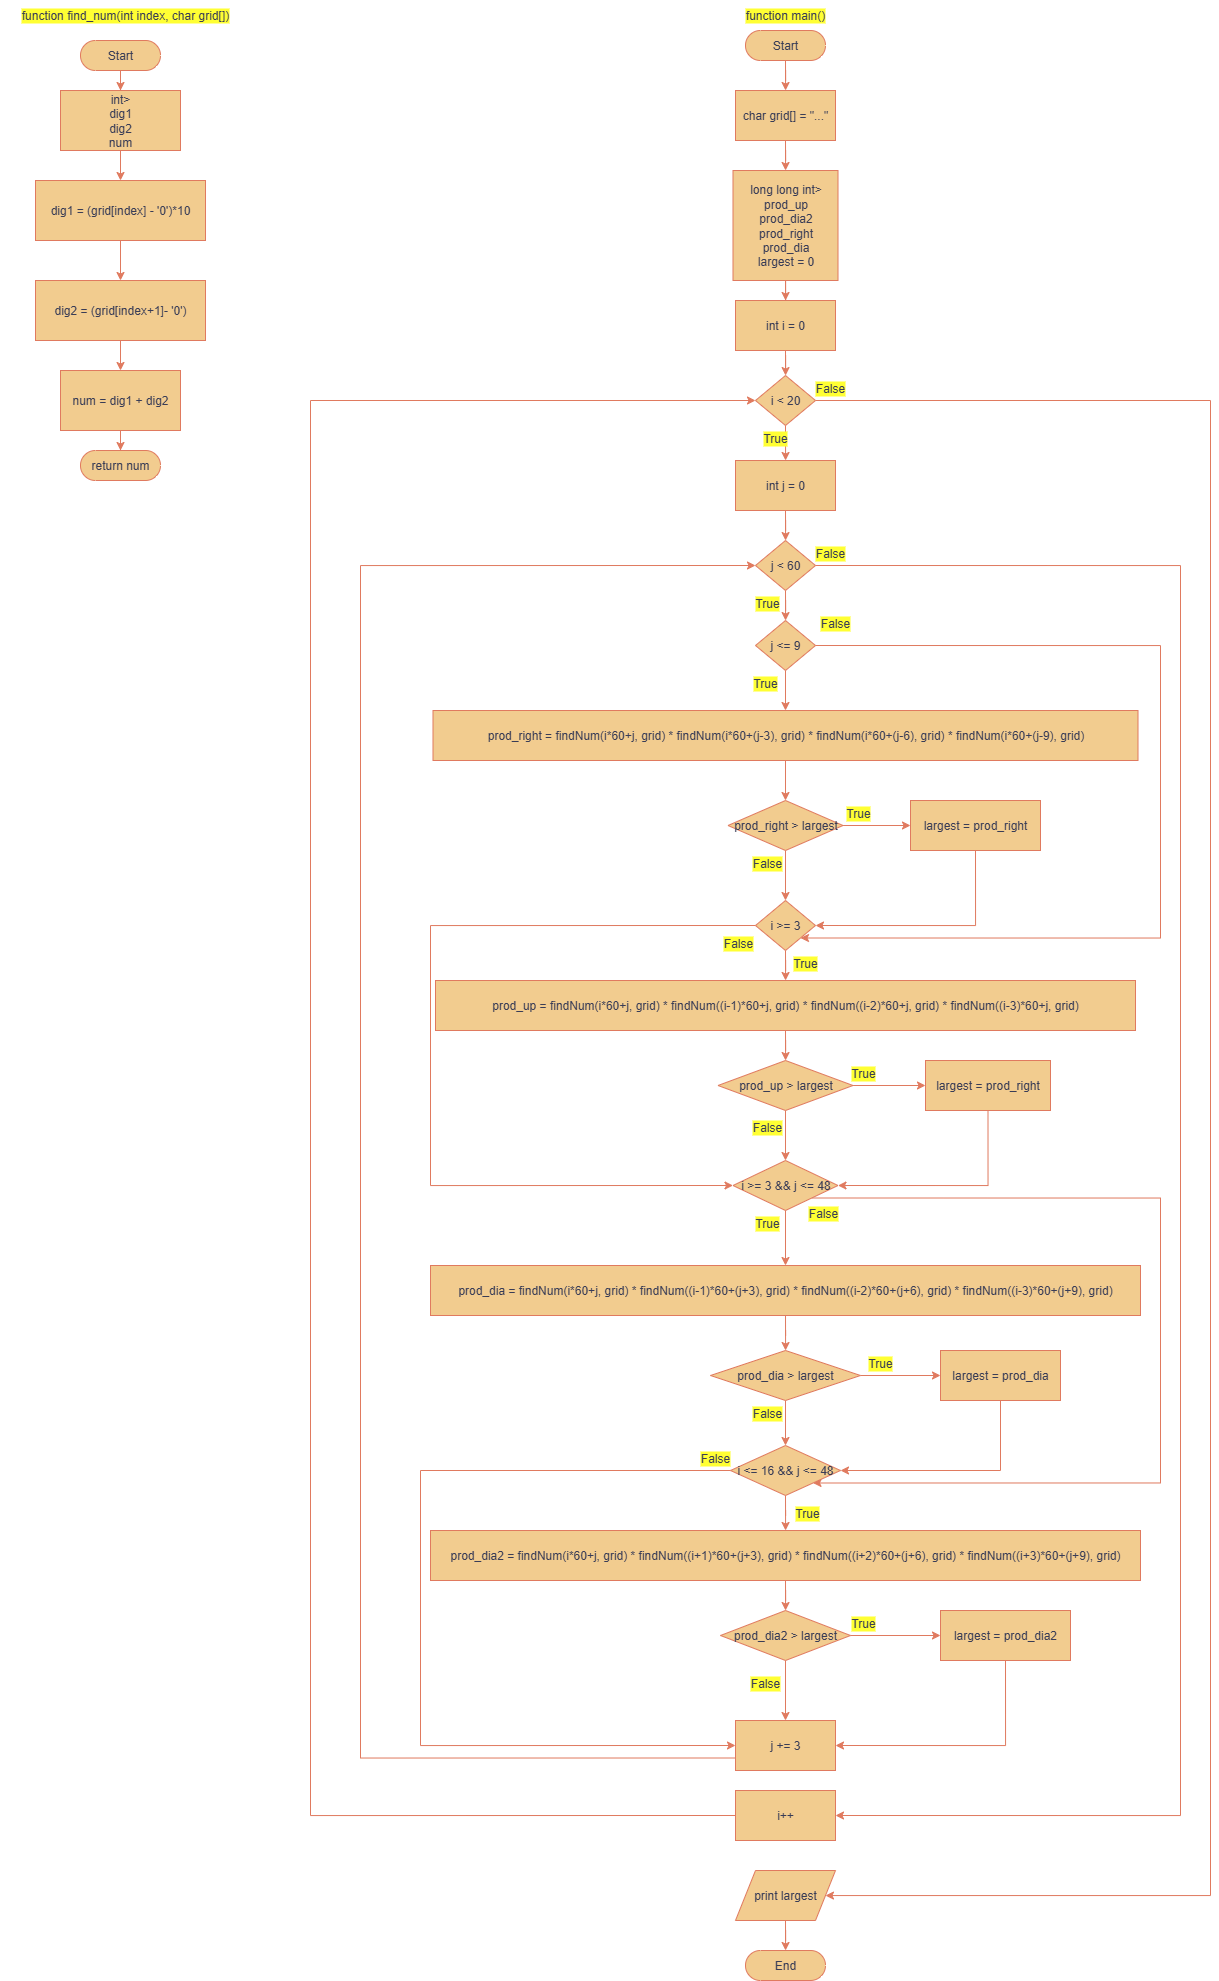 function find_num(int index, char grid[])
Start
int>
dig1
dig2
num
dig1 = (grid[index] - '0')*10
dig2 = (grid[index+1]- '0')
num = dig1 + dig2
return num
function main()
Start
char grid[] = "..."
long long int>
prod_up
prod_dia2
prod_right
prod_dia
largest = 0
int i = 0
i < 20
False
True
int j = 0
j < 60
False
True
j <= 9
False
True
prod_right = findNum(i*60+j, grid) * findNum(i*60+(j-3), grid) * findNum(i*60+(j-6), grid) * findNum(i*60+(j-9), grid)
prod_right > largest
True
largest = prod_right
False
i >= 3
False
True
prod_up = findNum(i*60+j, grid) * findNum((i-1)*60+j, grid) * findNum((i-2)*60+j, grid) * findNum((i-3)*60+j, grid)
prod_up > largest
True
largest = prod_right
False
i >= 3 && j <= 48
False
True
prod_dia = findNum(i*60+j, grid) * findNum((i-1)*60+(j+3), grid) * findNum((i-2)*60+(j+6), grid) * findNum((i-3)*60+(j+9), grid)
prod_dia > largest
True
largest = prod_dia
False
i <= 16 && j <= 48
False
True
prod_dia2 = findNum(i*60+j, grid) * findNum((i+1)*60+(j+3), grid) * findNum((i+2)*60+(j+6), grid) * findNum((i+3)*60+(j+9), grid)
prod_dia2 > largest
True
largest = prod_dia2
False
j += 3
i++
print largest
End